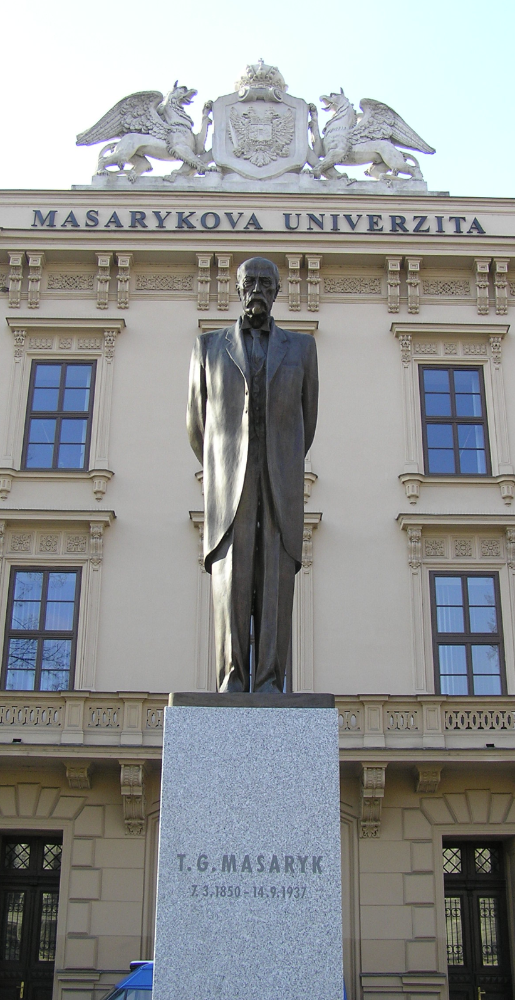 MASARYKOVA UNIVERZITA
T.G.MASARYK
7.3.1850 - 14.9.1937